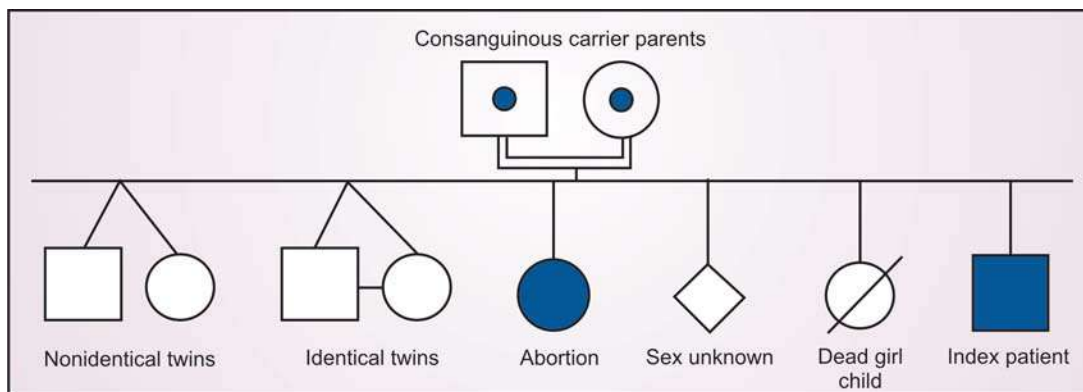 Consanguinous carrier parents
Nonidentical twins
Identical twins
Abortion
Sex unknown
Dead girl
child
Index patient